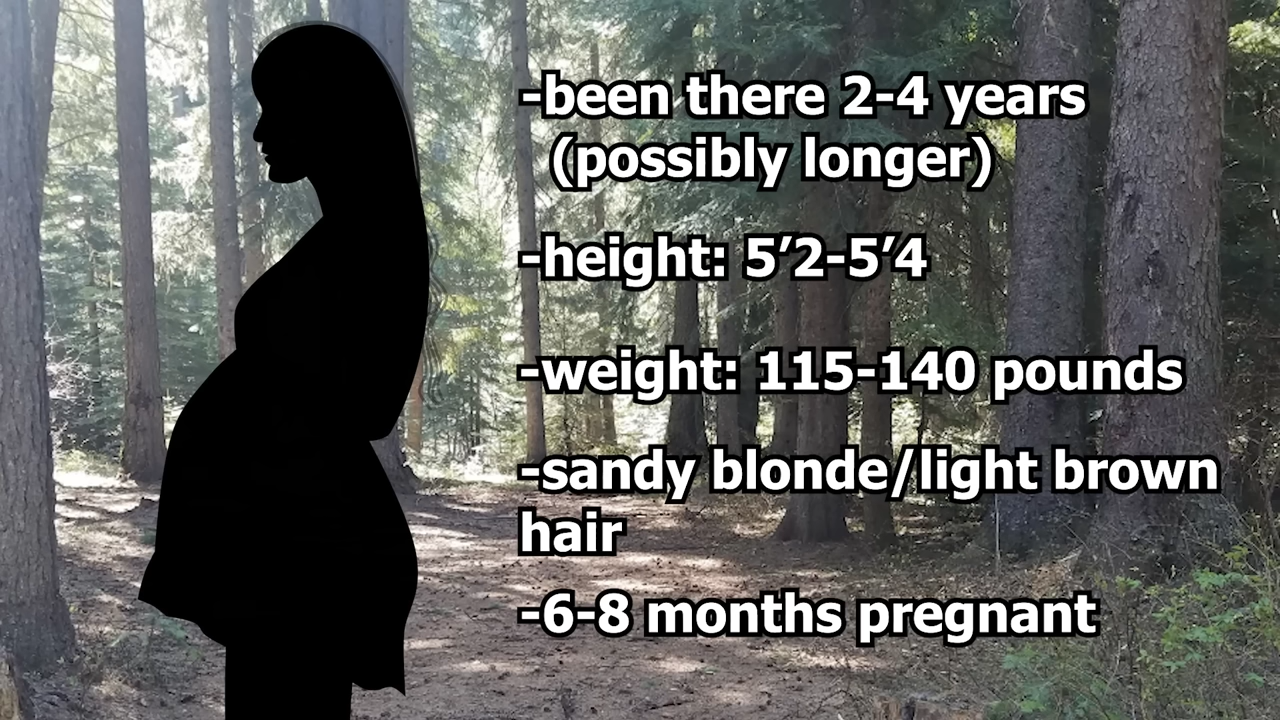 -been there 2-4 years
(possibly longer)
-height: 5’2-5’4
-weight: 115-140 pounds
-sandy blonde/light brown
hair
-6-8 months pregnant